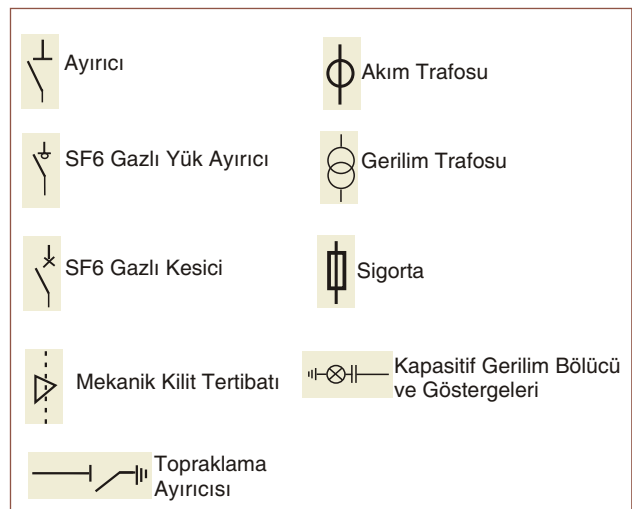 Ayırıcı
Akım Trafosu
SF6 Gazlı Yük Ayırıcı
Gerilim Trafosu
SF6 Gazlı Kesici
Sigorta
Mekanik Kilit Tertibatı
Kapasitif Gerilim Bölücü
ve Göstergeleri
Topraklama
Ayırıcısı